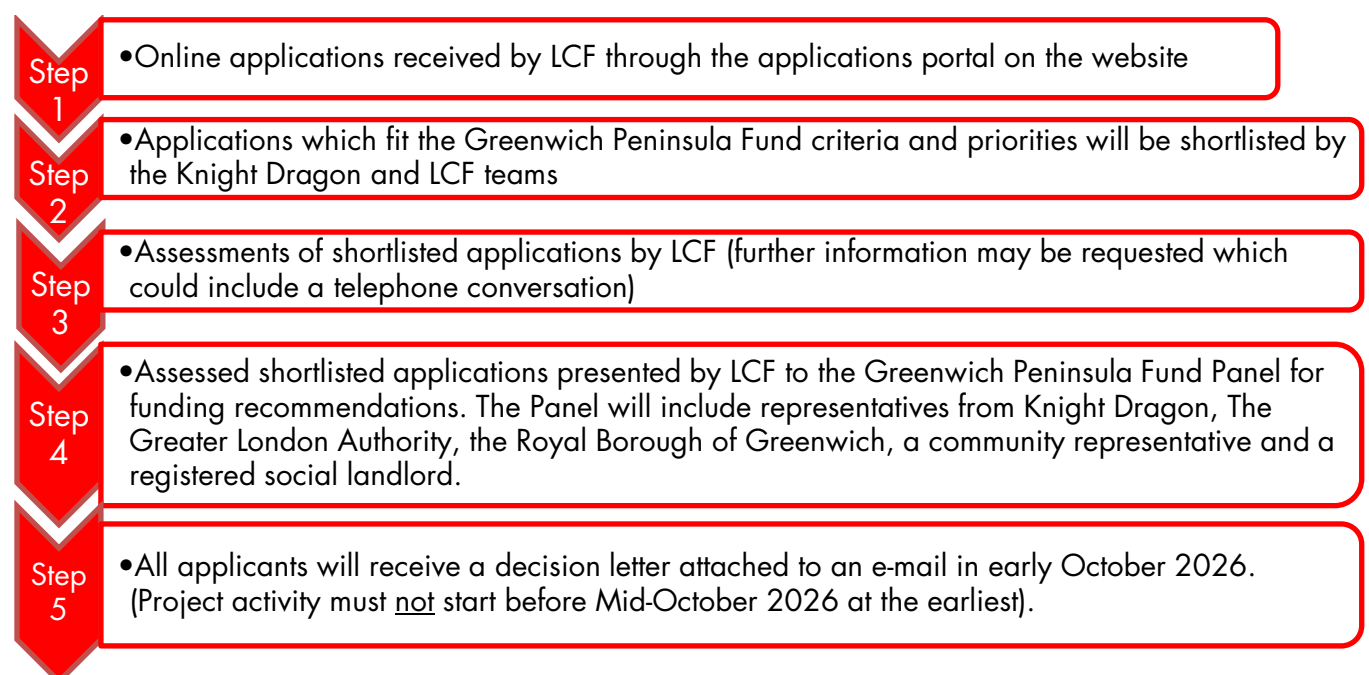 Step
1
•Online applications received by LCF through the applications portal on the website
Step
2
•Applications which fit the Greenwich Peninsula Fund criteria and priorities will be shortlisted by
the Knight Dragon and LCF teams
Step
3
•Assessments of shortlisted applications by LCF (further information may be requested which
could include a telephone conversation)
Step
4
•Assessed shortlisted applications presented by LCF to the Greenwich Peninsula Fund Panel for
funding recommendations. The Panel will include representatives from Knight Dragon, The
Greater London Authority, the Royal Borough of Greenwich, a community representative and a
registered social landlord.
Step
5
•All applicants will receive a decision letter attached to an e-mail in early October 2026.
(Project activity must not start before Mid-October 2026 at the earliest).